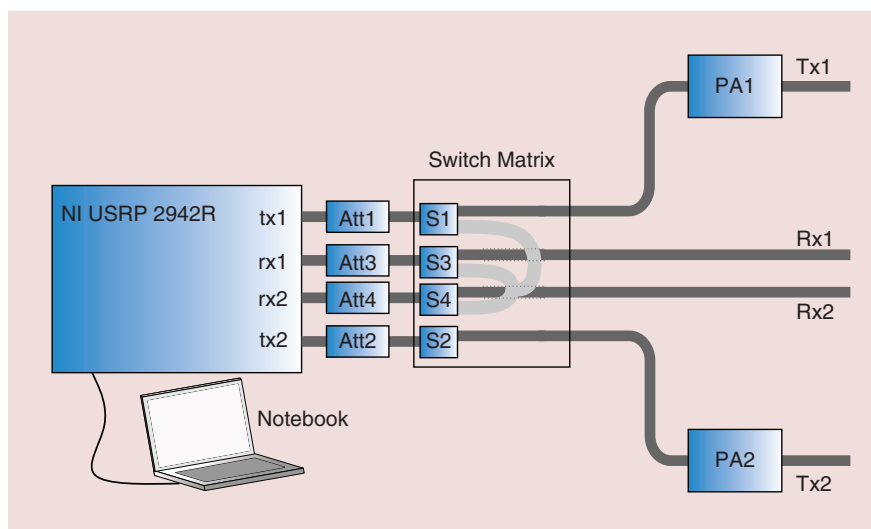 PA1
Tx1
Switch Matrix
NI USRP 2942R
tx1
Att1
S1
rx1
Att3
S3
Rx1
rx2
Att4
S4
Rx2
tx2
Att2
S2
Notebook
PA2
Tx2